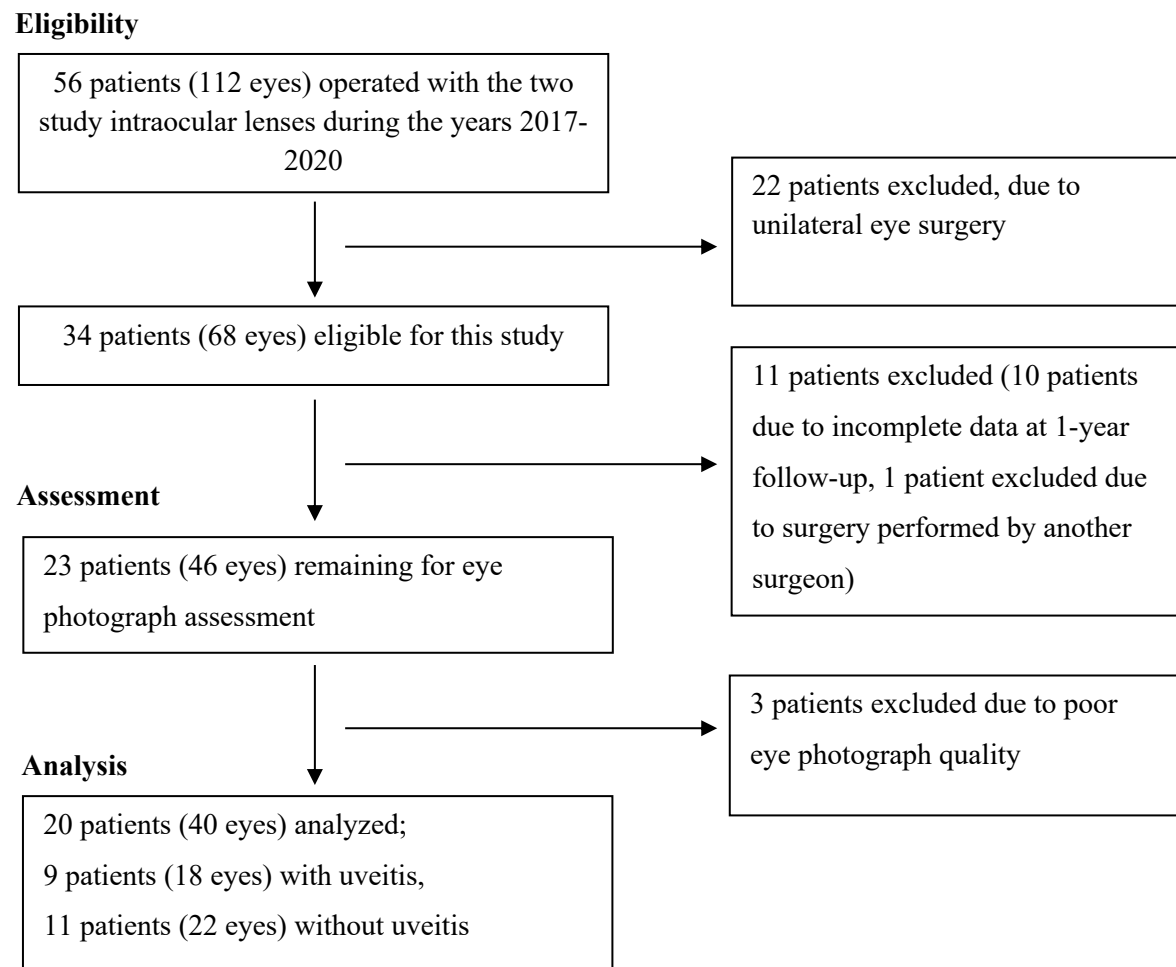 Eligibility
56 patients (112 eyes) operated with the two
study intraocular lenses during the years 2017-
2020
22 patients excluded, due to
unilateral eye surgery
34 patients (68 eyes) eligible for this study
11 patients excluded (10 patients
due to incomplete data at 1-year
follow-up, 1 patient excluded due
to surgery performed by another
surgeon)
Assessment
23 patients (46 eyes) remaining for eye
photograph assessment
3 patients excluded due to poor
eye photograph quality
Analysis
20 patients (40 eyes) analyzed;
9 patients (18 eyes) with uveitis,
11 patients (22 eyes) without uveitis